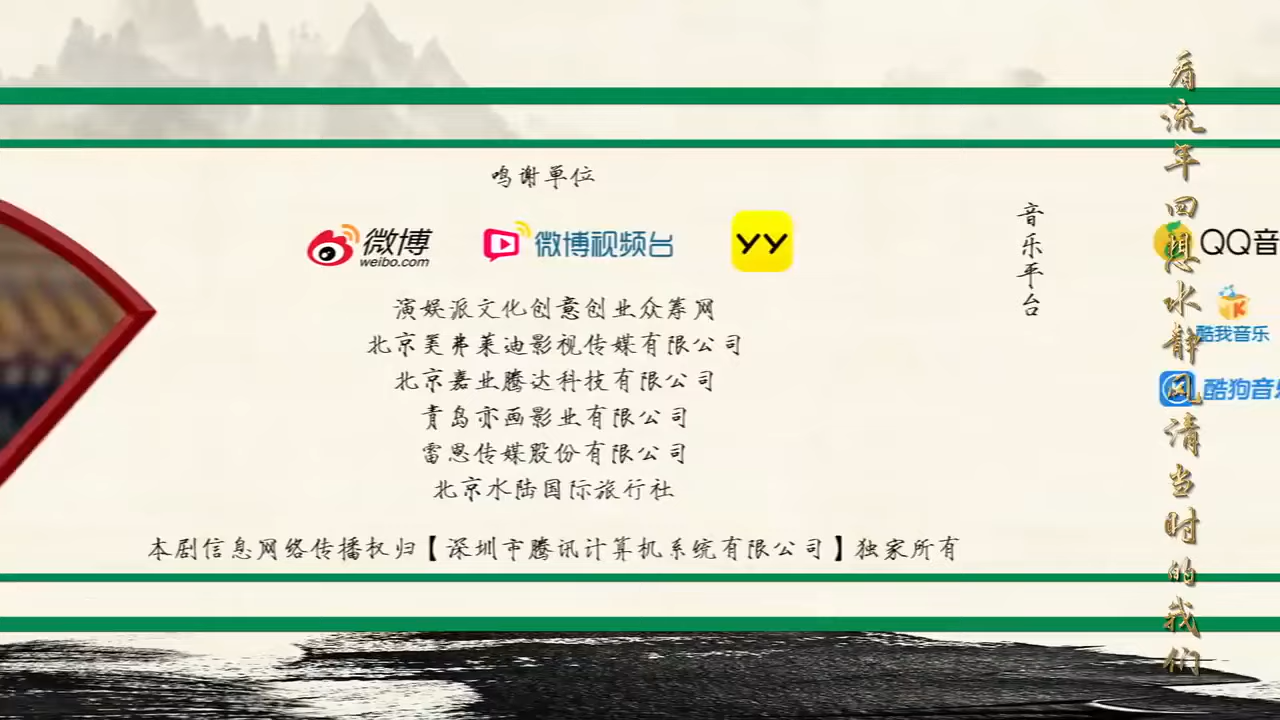 鸣谢单位
微博
weibo.com
微博视频台
YY
演娱派文化创意创业众筹网
北京芙弗莱迪影视传媒有限公司
北京嘉业腾达科技有限公司
青岛亦画影业有限公司
雷恩传媒股份有限公司
北京水陆国际旅行社
本剧信息网络传播权归【深圳市腾讯计算机系统有限公司】独家所有
音乐平台
QQ音
酷我音乐
酷狗音乐
看流年回想水静风清当时的我们